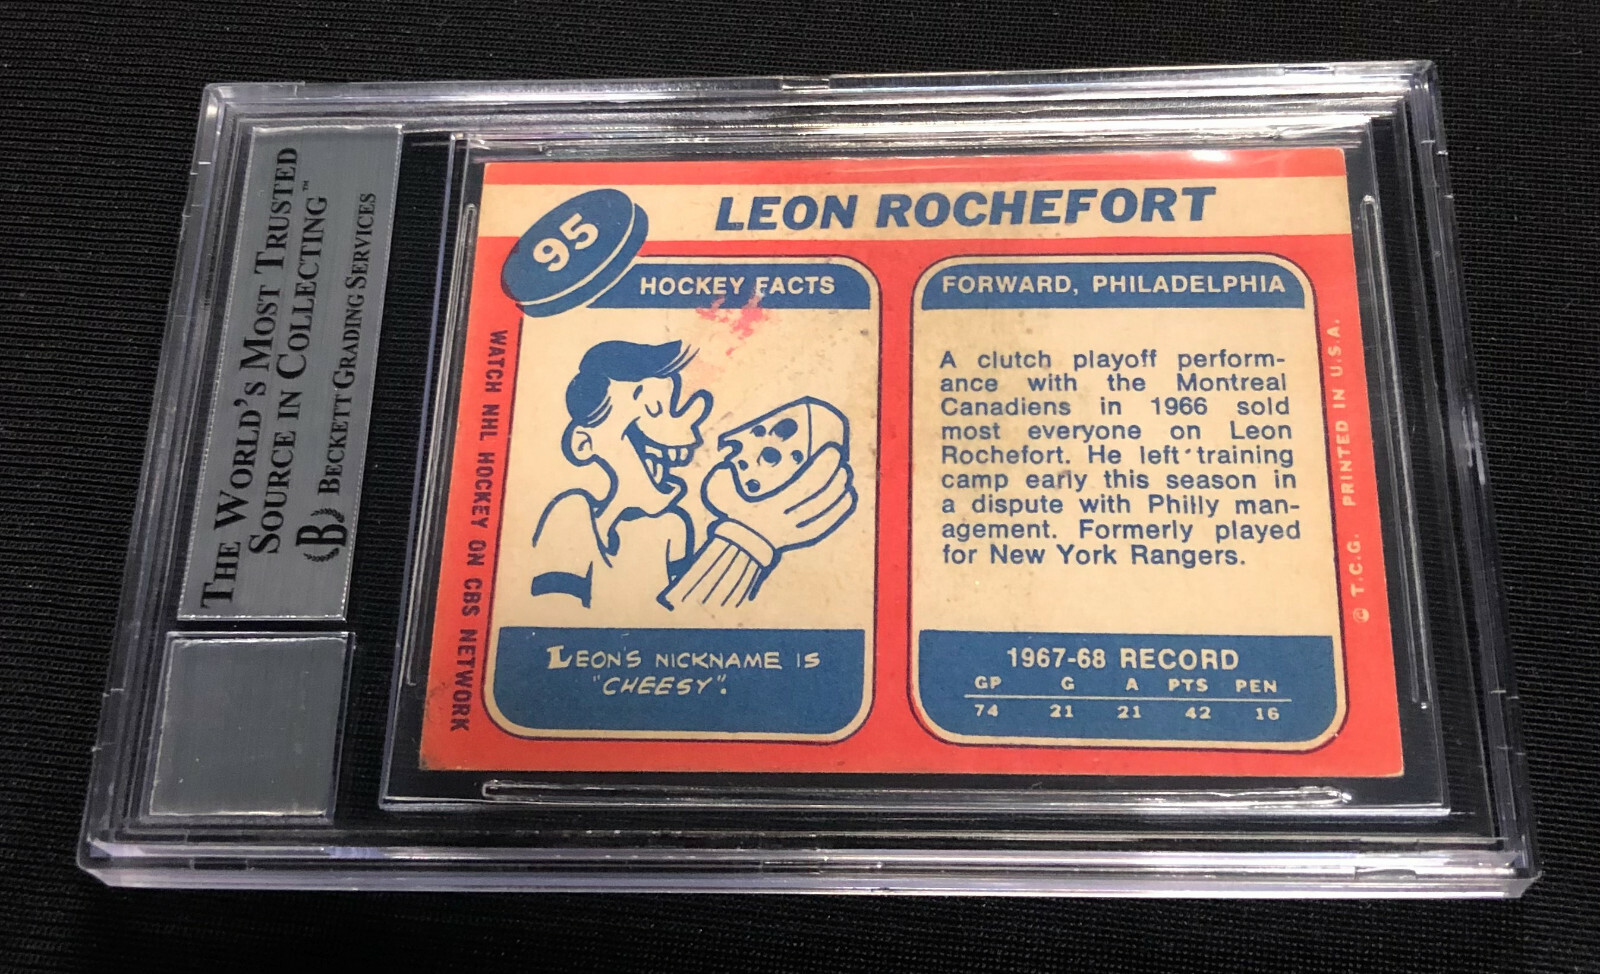 THE WORLD'S MOST TRUSTED
SOURCE IN COLLECTING™
B BECKETT GRADING SERVICES
95
LEON ROCHEFORT
HOCKEY FACTS
LEON'S NICKNAME IS
"CHEESY".
WATCH NHL HOCKEY ON CBS NETWORK
FORWARD, PHILADELPHIA
A clutch playoff perform-
ance with the Montreal
Canadiens in 1966 sold
most everyone on Leon
Rochefort. He left training
camp early this season in
a dispute with Philly man-
agement. Formerly played
for New York Rangers.
1967-68 RECORD
GP G A PTS PEN
74 21 21 42 16
© T.C.G. PRINTED IN U.S.A.